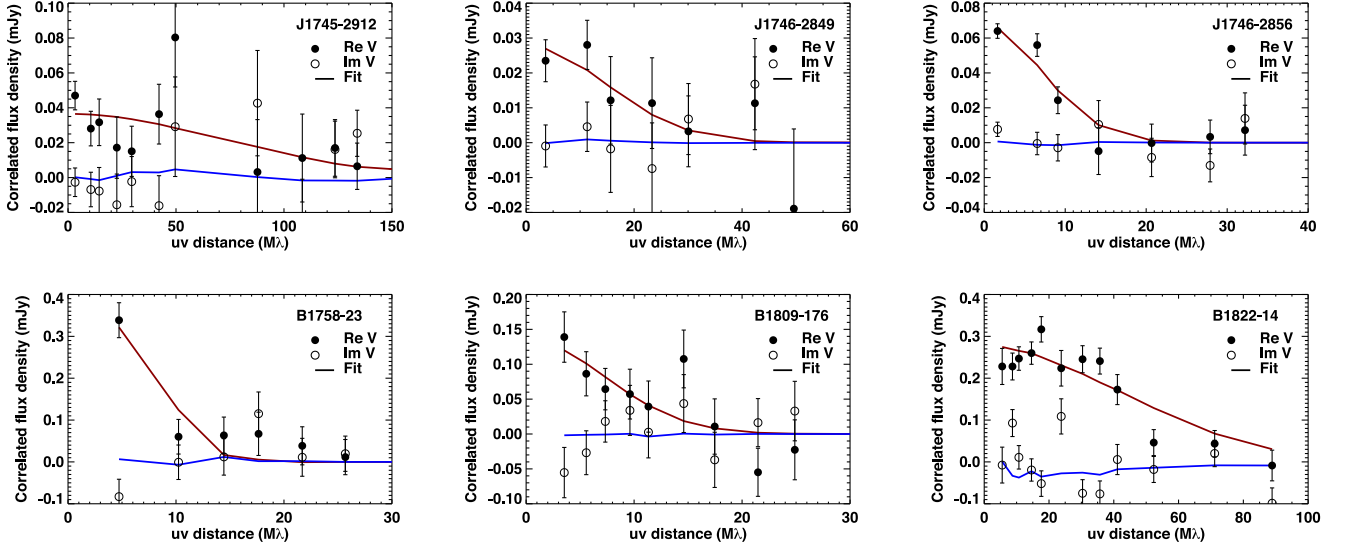 J1745-2912
Re V
Im V
Fit
Correlated flux density (mJy)
0.12
0.10
0.08
0.06
0.04
0.02
0.00
-0.02
0
50
100
150
uv distance (Mλ)
J1746-2849
Re V
Im V
Fit
Correlated flux density (mJy)
0.04
0.03
0.02
0.01
0.00
-0.01
-0.02
0
20
40
60
uv distance (Mλ)
J1746-2856
Re V
Im V
Fit
Correlated flux density (mJy)
0.08
0.06
0.04
0.02
0.00
-0.02
-0.04
0
10
20
30
40
uv distance (Mλ)
B1758-23
Re V
Im V
Fit
Correlated flux density (mJy)
0.4
0.3
0.2
0.1
0.0
-0.1
0
10
20
30
uv distance (Mλ)
B1809-176
Re V
Im V
Fit
Correlated flux density (mJy)
0.20
0.15
0.10
0.05
0.00
-0.05
-0.10
0
10
20
30
uv distance (Mλ)
B1822-14
Re V
Im V
Fit
Correlated flux density (mJy)
0.4
0.3
0.2
0.1
0.0
-0.1
0
20
40
60
80
100
uv distance (Mλ)